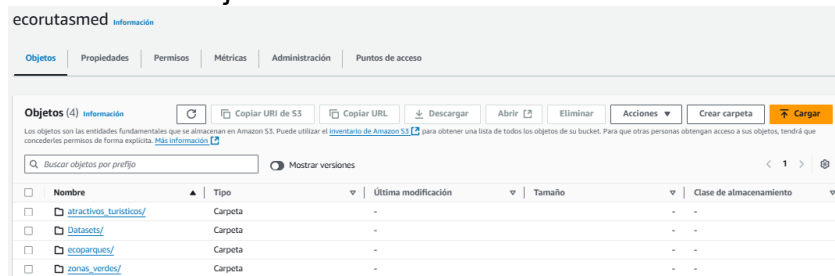 ecorutasmed Información
Objetos Propiedades Permisos Métricas Administración Puntos de acceso
Objetos (4) Información Copiar URI de S3 Copiar URL Descargar Abrir Eliminar Acciones Crear carpeta Cargar
Los objetos son las entidades fundamentales que se almacenan en Amazon S3. Puede utilizar el inventario de Amazon S3 para obtener una lista de todos los objetos de su bucket. Para que otras personas obtengan acceso a sus objetos, tendrá que
concederles permisos de forma explícita. Más información
Buscar objetos por prefijo Mostrar versiones 1
Nombre Tipo Última modificación Tamaño Clase de almacenamiento
atractivos_turisticos/ Carpeta - - -
Datasets/ Carpeta - - -
ecoparques/ Carpeta - - -
zonas_verdes/ Carpeta - - -